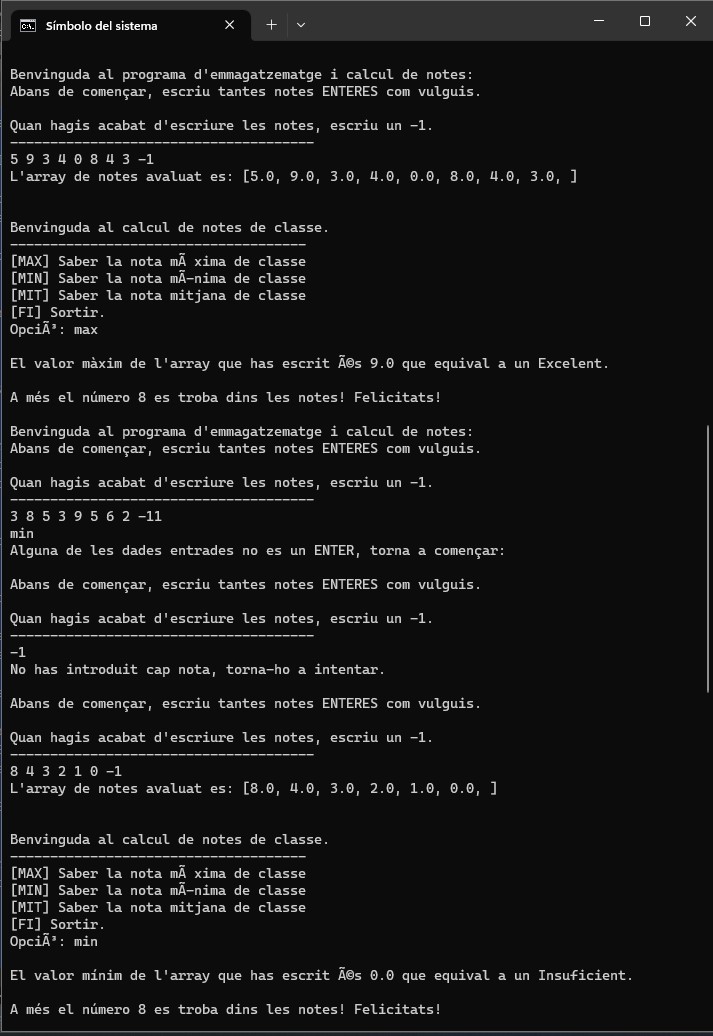 Símbolo del sistema
Benvinguda al programa d'emmagatzematge i calcul de notes:
Abans de començar, escriu tantes notes ENTERES com vulguis.
Quan hagis acabat d'escriure les notes, escriu un -1.
--------------------------------------
5 9 3 4 0 8 4 3 -1
L'array de notes avaluat es: [5.0, 9.0, 3.0, 4.0, 0.0, 8.0, 4.0, 3.0, ]
Benvinguda al calcul de notes de classe.
-------------------------------------
[MAX] Saber la nota mÃ xima de classe
[MIN] Saber la nota mÃ-nima de classe
[MIT] Saber la nota mitjana de classe
[FI] Sortir.
OpciÃ³: max
El valor màxim de l'array que has escrit Ã©s 9.0 que equival a un Excelent.
A més el número 8 es troba dins les notes! Felicitats!
Benvinguda al programa d'emmagatzematge i calcul de notes:
Abans de començar, escriu tantes notes ENTERES com vulguis.
Quan hagis acabat d'escriure les notes, escriu un -1.
--------------------------------------
3 8 5 3 9 5 6 2 -11
min
Alguna de les dades entrades no es un ENTER, torna a començar:
Abans de començar, escriu tantes notes ENTERES com vulguis.
Quan hagis acabat d'escriure les notes, escriu un -1.
--------------------------------------
-1
No has introduit cap nota, torna-ho a intentar.
Abans de començar, escriu tantes notes ENTERES com vulguis.
Quan hagis acabat d'escriure les notes, escriu un -1.
--------------------------------------
8 4 3 2 1 0 -1
L'array de notes avaluat es: [8.0, 4.0, 3.0, 2.0, 1.0, 0.0, ]
Benvinguda al calcul de notes de classe.
-------------------------------------
[MAX] Saber la nota mÃ xima de classe
[MIN] Saber la nota mÃ-nima de classe
[MIT] Saber la nota mitjana de classe
[FI] Sortir.
OpciÃ³: min
El valor mínim de l'array que has escrit Ã©s 0.0 que equival a un Insuficient.
A més el número 8 es troba dins les notes! Felicitats!